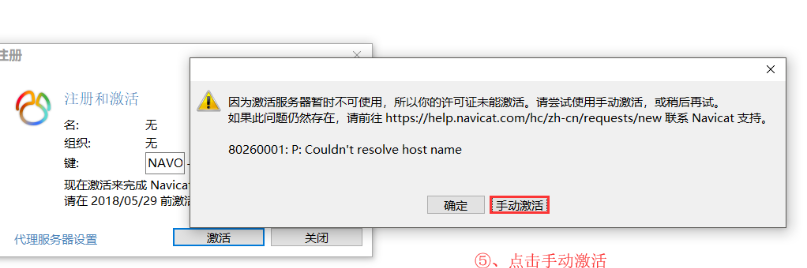 注册
注册和激活
名: 无
组织: 无
键: NAVO -
现在激活来完成 Navicat
请在 2018/05/29 前激活
代理服务器设置
激活
关闭
因为激活服务器暂时不可使用，所以你的许可证未能激活。请尝试使用手动激活，或稍后再试。
如果此问题仍然存在，请前往 https://help.navicat.com/hc/zh-cn/requests/new 联系 Navicat 支持。
80260001: P: Couldn't resolve host name
确定
手动激活
⑤、点击手动激活